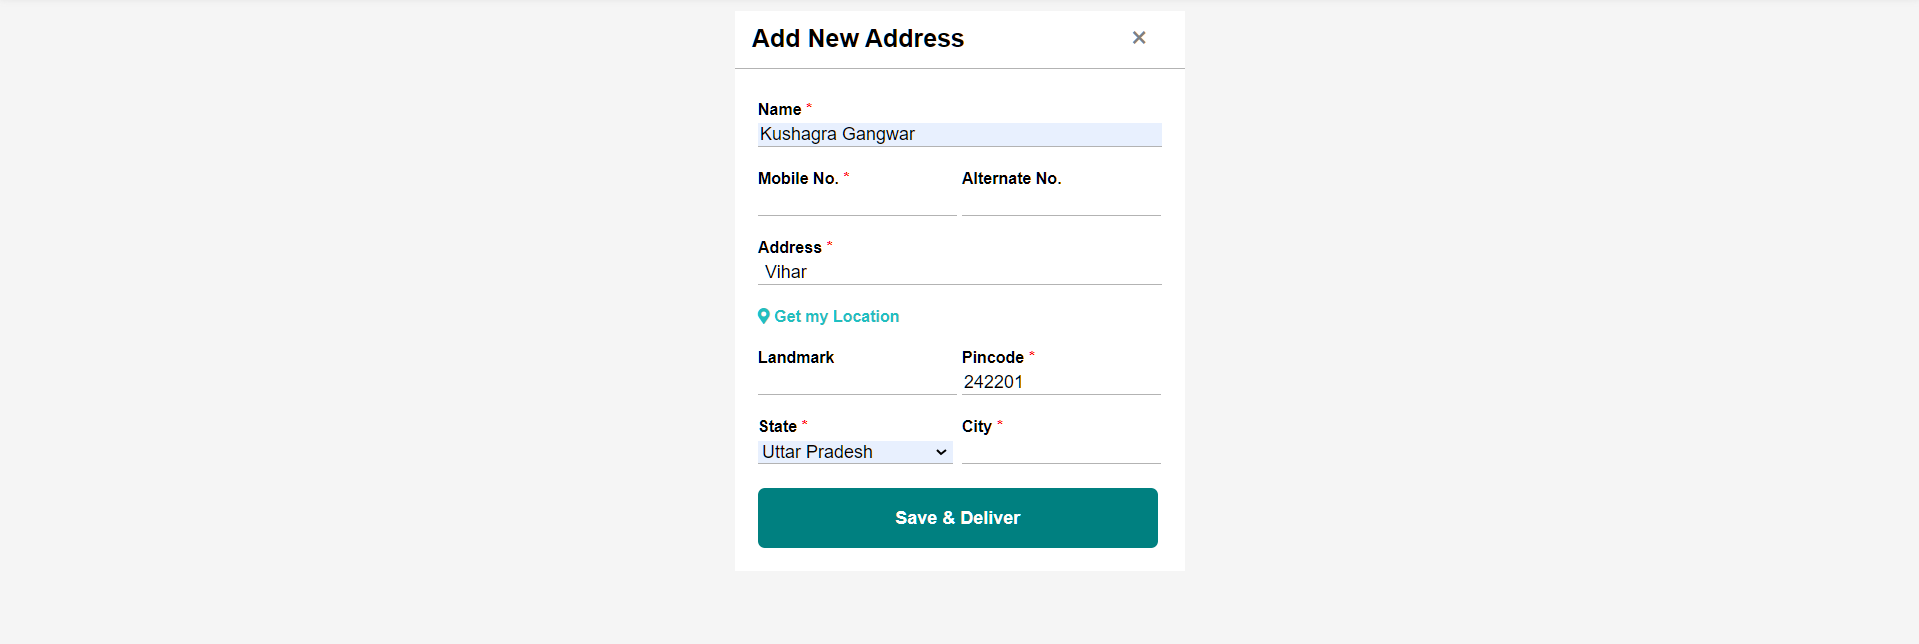 Add New Address ×
Name *
Kushagra Gangwar
Mobile No. * Alternate No.
Address *
Vihar
Get my Location
Landmark Pincode *
242201
State * City *
Uttar Pradesh
Save & Deliver